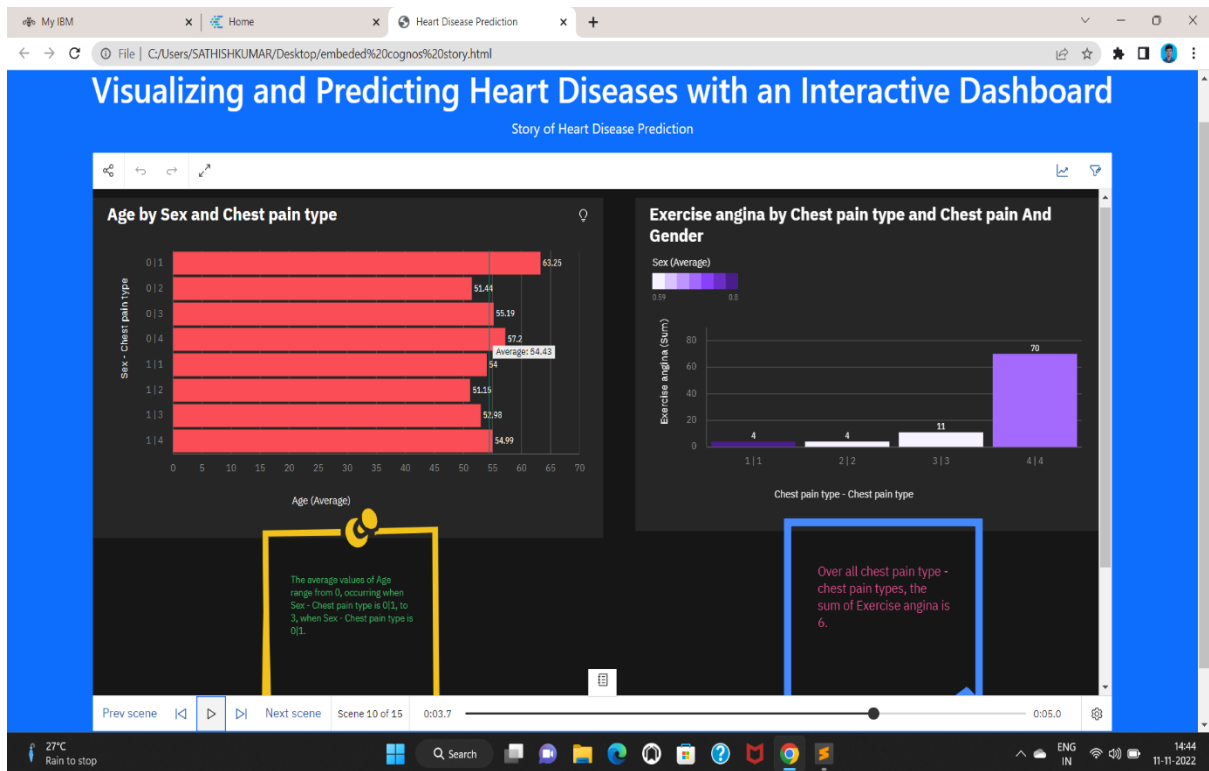 My IBM
Home
Heart Disease Prediction
File | C:/Users/SATHISHKUMAR/Desktop/embeded%20cognos%20story.html
Visualizing and Predicting Heart Diseases with an Interactive Dashboard
Story of Heart Disease Prediction
Age by Sex and Chest pain type
Sex - Chest pain type
0|1
63.25
0|2
51.44
0|3
55.19
0|4
57.2
Average: 54.43
1|1
54
1|2
51.15
1|3
52.98
1|4
54.99
0 5 10 15 20 25 30 35 40 45 50 55 60 65 70
Age (Average)
Exercise angina by Chest pain type and Chest pain And
Gender
Sex (Average)
0.59 0.8
Exercise angina (Sum)
80
60
40
20
0
4
4
11
70
1|1 2|2 3|3 4|4
Chest pain type - Chest pain type
The average values of Age
range from 0, occurring when
Sex - Chest pain type is 0|1, to
3, when Sex - Chest pain type is
0|1.
Over all chest pain type -
chest pain types, the
sum of Exercise angina is
6.
Prev scene
Next scene
Scene 10 of 15
0:03.7
0:05.0
27°C
Rain to stop
Search
ENG
IN
14:44
11-11-2022